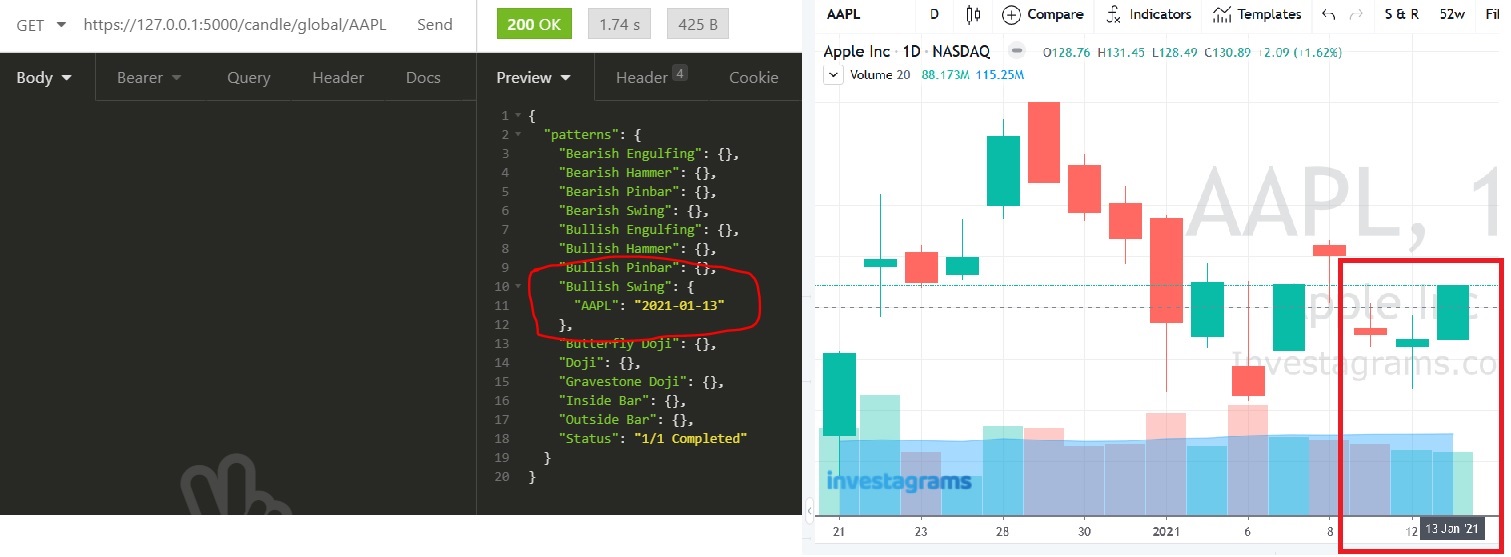 GET https://127.0.0.1:5000/candle/global/AAPL Send
200 OK 1.74 s 425 B
Body Bearer Query Header Docs
Preview Header 4 Cookie
1 {
2 "patterns": {
3 "Bearish Engulfing": {},
4 "Bearish Hammer": {},
5 "Bearish Pinbar": {},
6 "Bearish Swing": {},
7 "Bullish Engulfing": {},
8 "Bullish Hammer": {},
9 "Bullish Pinbar": {},
10 "Bullish Swing": {
11 "AAPL": "2021-01-13"
12 },
13 "Butterfly Doji": {},
14 "Doji": {},
15 "Gravestone Doji": {},
16 "Inside Bar": {},
17 "Outside Bar": {},
18 "Status": "1/1 Completed"
19 }
20 }
AAPL D Compare Indicators Templates S & R 52w Fil
Apple Inc · 1D · NASDAQ O128.76 H131.45 L128.49 C130.89 +2.09 (+1.62%)
Volume 20 88.173M 115.25M
AAPL, 1
Apple Inc
Investagrams.co
investagrams
21 23 28 30 2021 6 8 12 13 Jan '21